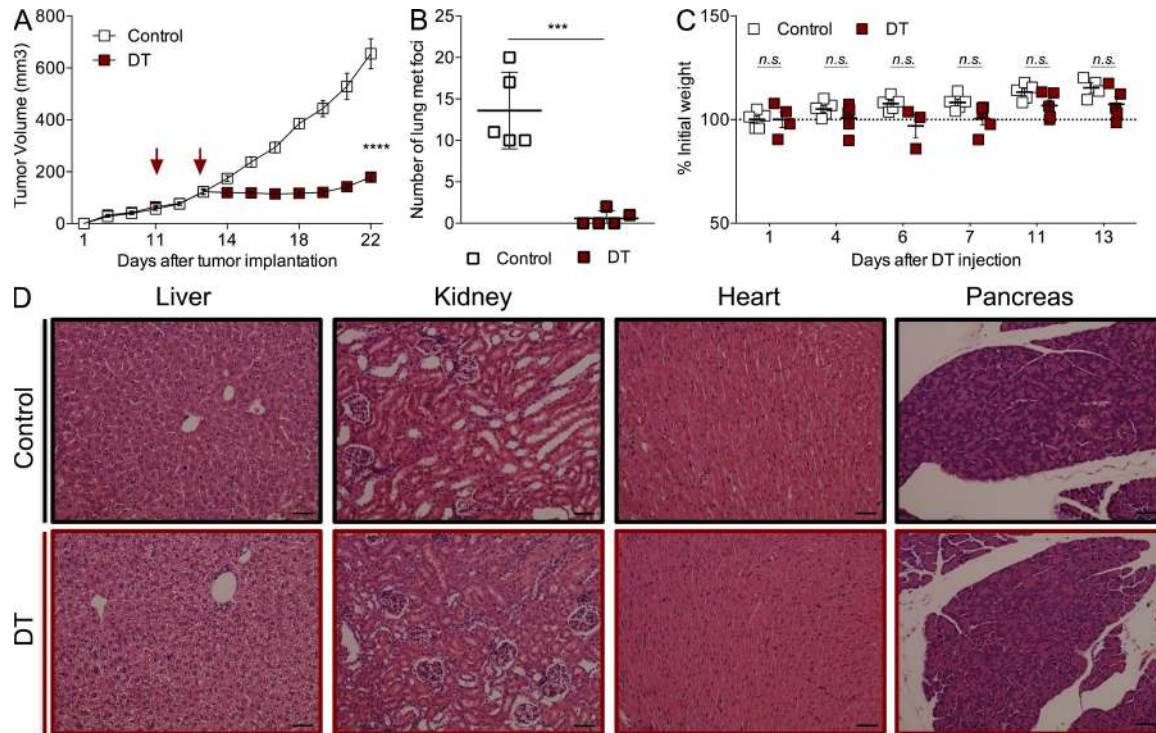 A
Tumor Volume (mm3)
800
600
400
200
0
Control
DT
****
1
11
14
18
22
Days after tumor implantation
B
Number of lung met foci
25
20
15
10
5
0
***
Control
DT
C
% Initial weight
150
100
50
Control
DT
n.s.
n.s.
n.s.
n.s.
n.s.
n.s.
1
4
6
7
11
13
Days after DT injection
D
Liver
Kidney
Heart
Pancreas
Control
DT